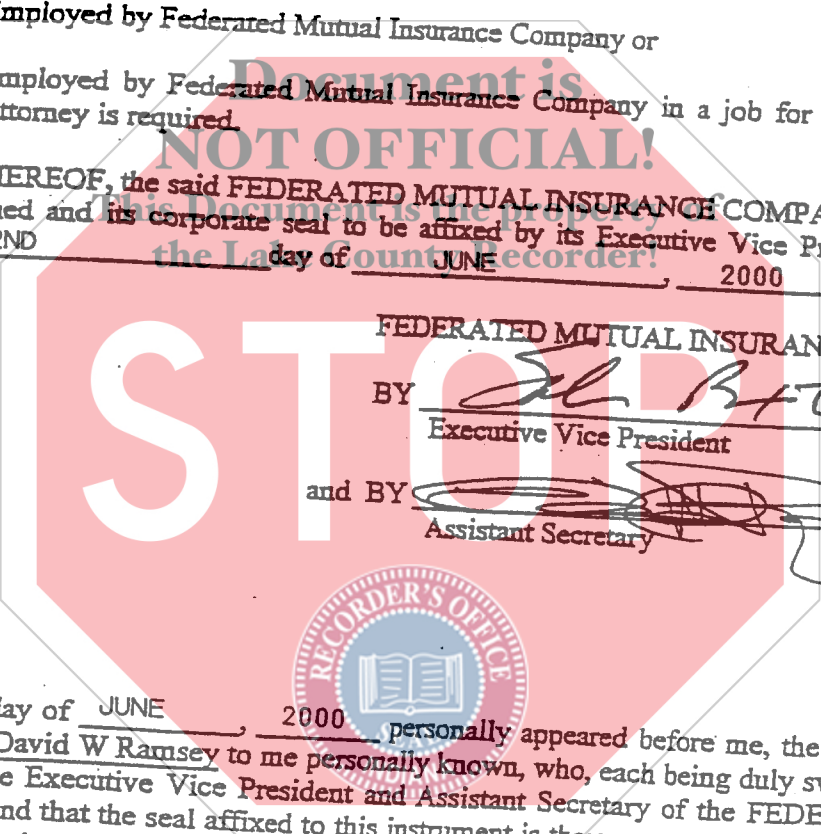 mployed by Federated Mutual Insurance Company or
mployed by Federated Mutual Insurance Company in a job for
ttorney is required.
Document is
NOT OFFICIAL!
This Document is the property of
the Lake County Recorder!
STOP
EREOF, the said FEDERATED MUTUAL INSURANCE COMPA
ned and its corporate seal to be affixed by its Executive Vice Pr
2ND day of JUNE, 2000
FEDERATED MUTUAL INSURAN
BY
Executive Vice President
and BY
Assistant Secretary
RECORDER'S OFFICE
day of JUNE, 2000 personally appeared before me, the
David W Ramsey to me personally known, who, each being duly sw
e Executive Vice President and Assistant Secretary of the FEDE
nd that the seal affixed to this instrument is